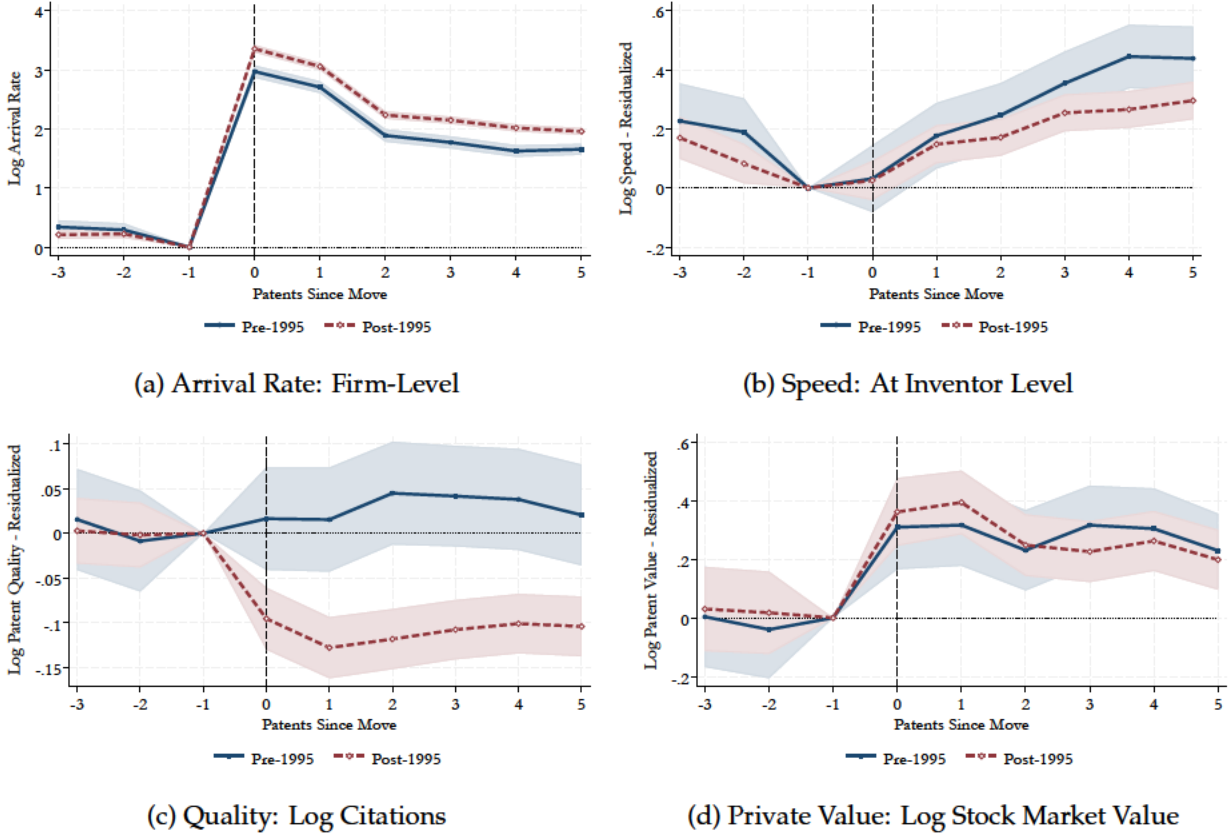 4
3
2
1
0
Log Arrival Rate
-3 -2 -1 0 1 2 3 4 5
Patents Since Move
Pre-1995 Post-1995
(a) Arrival Rate: Firm-Level
.6
.4
.2
0
-.2
Log Speed - Residualized
-3 -2 -1 0 1 2 3 4 5
Patents Since Move
Pre-1995 Post-1995
(b) Speed: At Inventor Level
.1
.05
0
-.05
-.1
-.15
Log Patent Quality - Residualized
-3 -2 -1 0 1 2 3 4 5
Patents Since Move
Pre-1995 Post-1995
(c) Quality: Log Citations
.6
.4
.2
0
-.2
Log Patent Value - Residualized
-3 -2 -1 0 1 2 3 4 5
Patents Since Move
Pre-1995 Post-1995
(d) Private Value: Log Stock Market Value